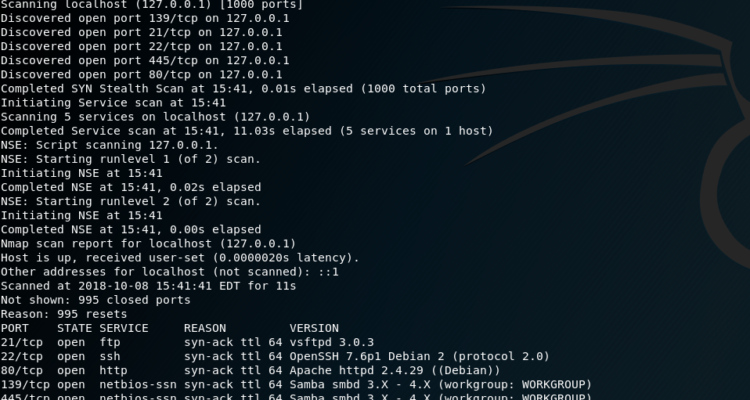 Scanning localhost (127.0.0.1) [1000 ports]
Discovered open port 139/tcp on 127.0.0.1
Discovered open port 21/tcp on 127.0.0.1
Discovered open port 22/tcp on 127.0.0.1
Discovered open port 445/tcp on 127.0.0.1
Discovered open port 80/tcp on 127.0.0.1
Completed SYN Stealth Scan at 15:41, 0.01s elapsed (1000 total ports)
Initiating Service scan at 15:41
Scanning 5 services on localhost (127.0.0.1)
Completed Service scan at 15:41, 11.03s elapsed (5 services on 1 host)
NSE: Script scanning 127.0.0.1.
NSE: Starting runlevel 1 (of 2) scan.
Initiating NSE at 15:41
Completed NSE at 15:41, 0.02s elapsed
NSE: Starting runlevel 2 (of 2) scan.
Initiating NSE at 15:41
Completed NSE at 15:41, 0.00s elapsed
Nmap scan report for localhost (127.0.0.1)
Host is up, received user-set (0.0000020s latency).
Other addresses for localhost (not scanned): ::1
Scanned at 2018-10-08 15:41:41 EDT for 11s
Not shown: 995 closed ports
Reason: 995 resets
PORT    STATE SERVICE     REASON         VERSION
21/tcp  open  ftp         syn-ack ttl 64 vsftpd 3.0.3
22/tcp  open  ssh         syn-ack ttl 64 OpenSSH 7.6p1 Debian 2 (protocol 2.0)
80/tcp  open  http        syn-ack ttl 64 Apache httpd 2.4.29 ((Debian))
139/tcp open  netbios-ssn syn-ack ttl 64 Samba smbd 3.X - 4.X (workgroup: WORKGROUP)
445/tcp open  netbios-ssn syn-ack ttl 64 Samba smbd 3.X - 4.X (workgroup: WORKGROUP)